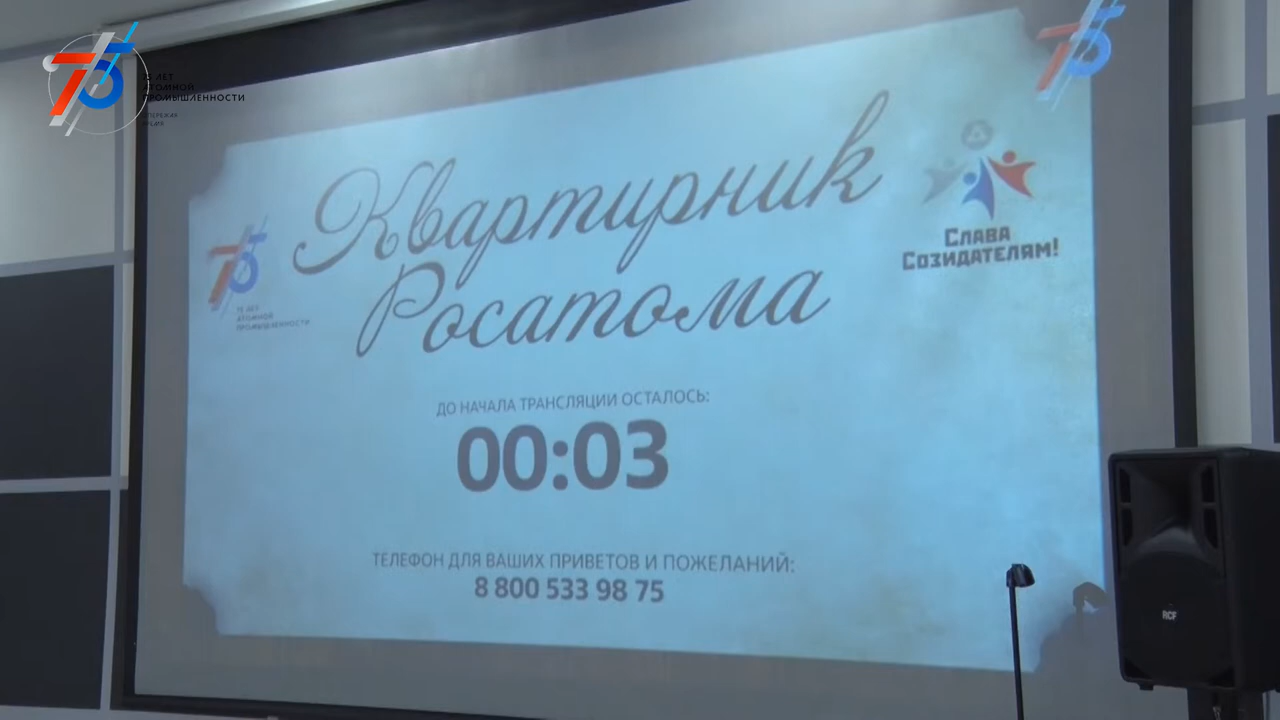 75 ЛЕТ
АТОМНОЙ
ПРОМЫШЛЕННОСТИ
Квартирник
Росатома
75
75 ЛЕТ
АТОМНОЙ
ПРОМЫШЛЕННОСТИ
СЛАВА
СОЗИДАТЕЛЯМ!
ДО НАЧАЛА ТРАНСЛЯЦИИ ОСТАЛОСЬ:
00:03
ТЕЛЕФОН ДЛЯ ВАШИХ ПРИВЕТОВ И ПОЖЕЛАНИЙ:
8 800 533 98 75
RCF